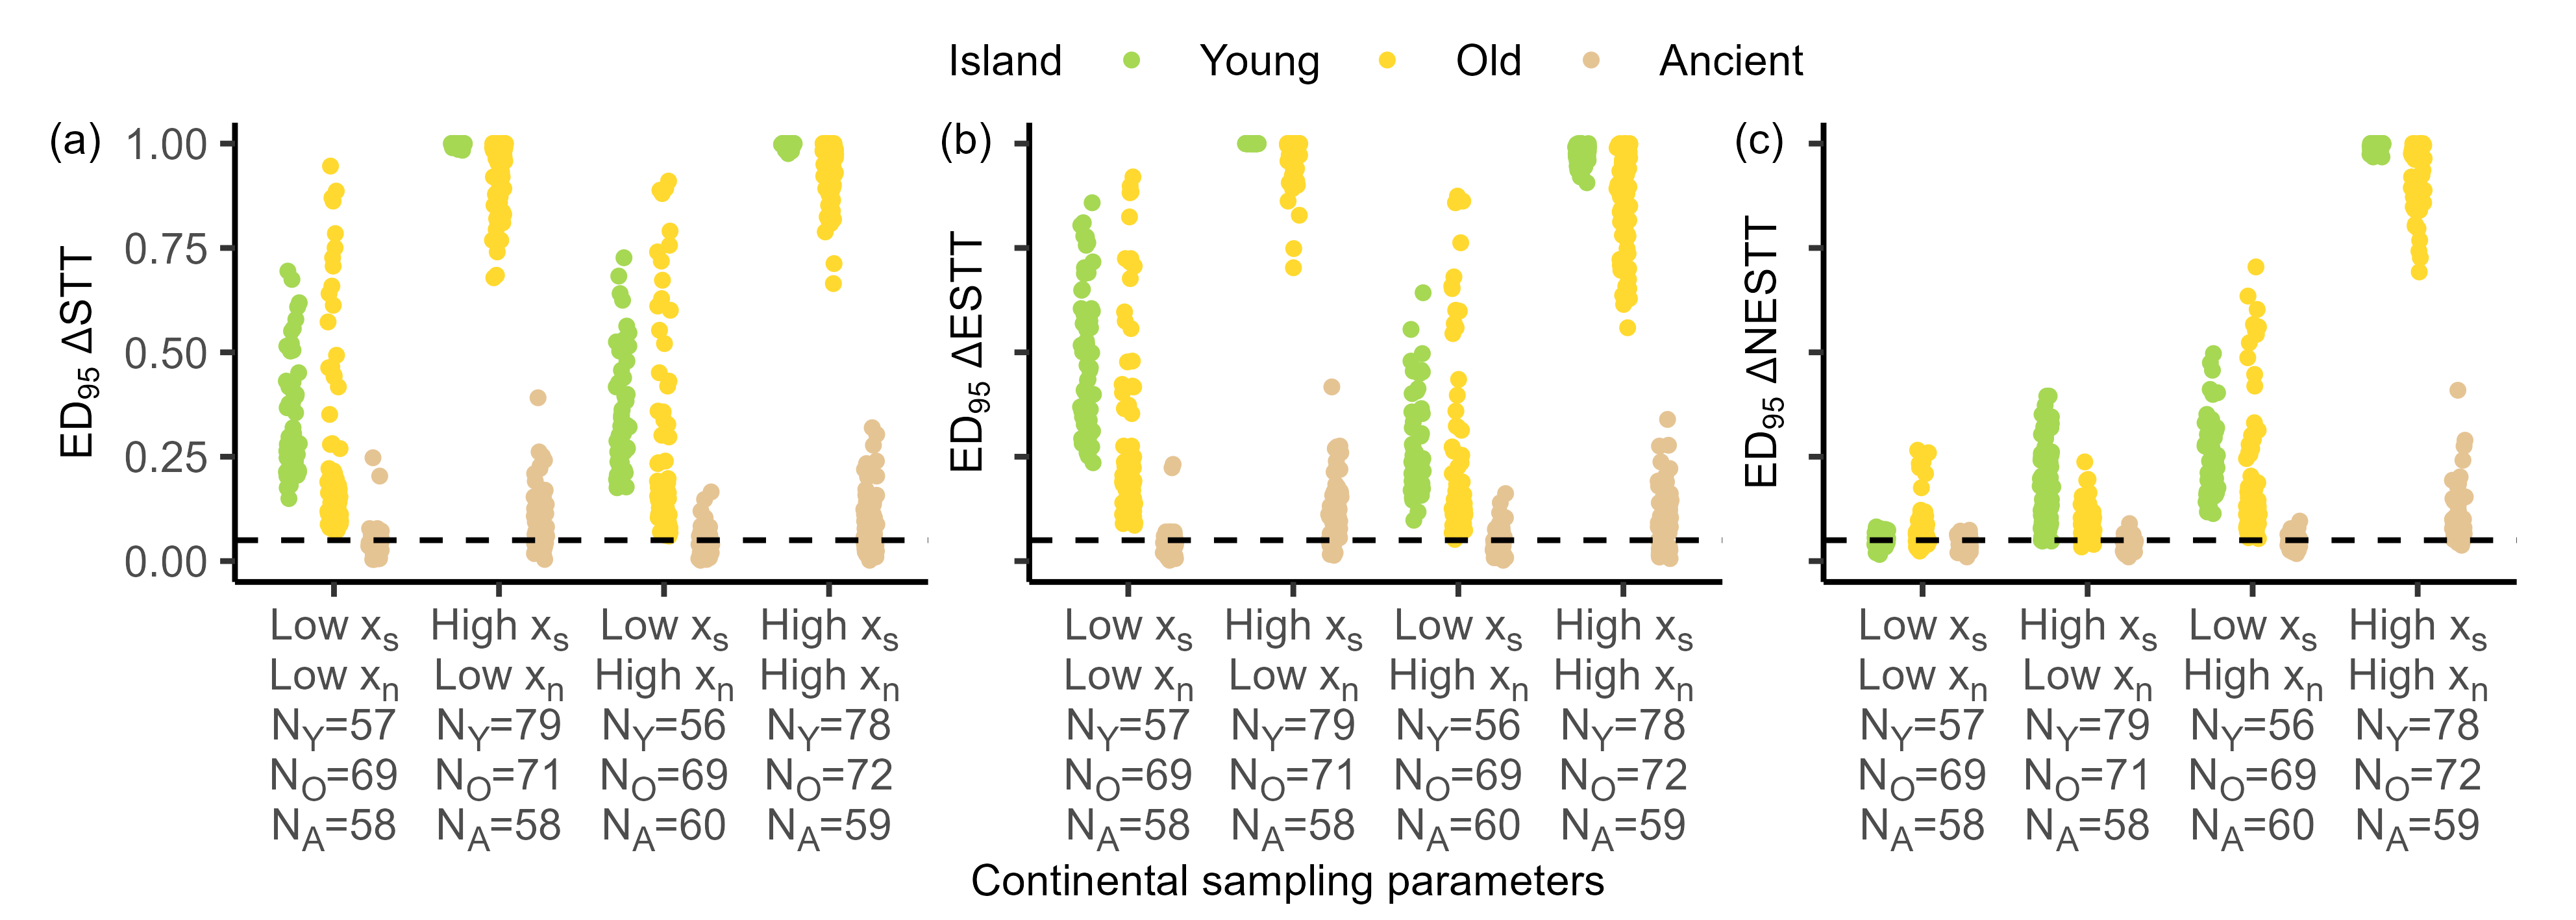 Island Young Old Ancient
(a)
ED95 ΔSTT
1.00
0.75
0.50
0.25
0.00
Low xs High xs Low xs High xs
Low xn Low xn High xn High xn
NY=57 NY=79 NY=56 NY=78
NO=69 NO=71 NO=69 NO=72
NA=58 NA=58 NA=60 NA=59
(b)
ED95 ΔESTT
Low xs High xs Low xs High xs
Low xn Low xn High xn High xn
NY=57 NY=79 NY=56 NY=78
NO=69 NO=71 NO=69 NO=72
NA=58 NA=58 NA=60 NA=59
(c)
ED95 ΔNESTT
Low xs High xs Low xs High xs
Low xn Low xn High xn High xn
NY=57 NY=79 NY=56 NY=78
NO=69 NO=71 NO=69 NO=72
NA=58 NA=58 NA=60 NA=59
Continental sampling parameters